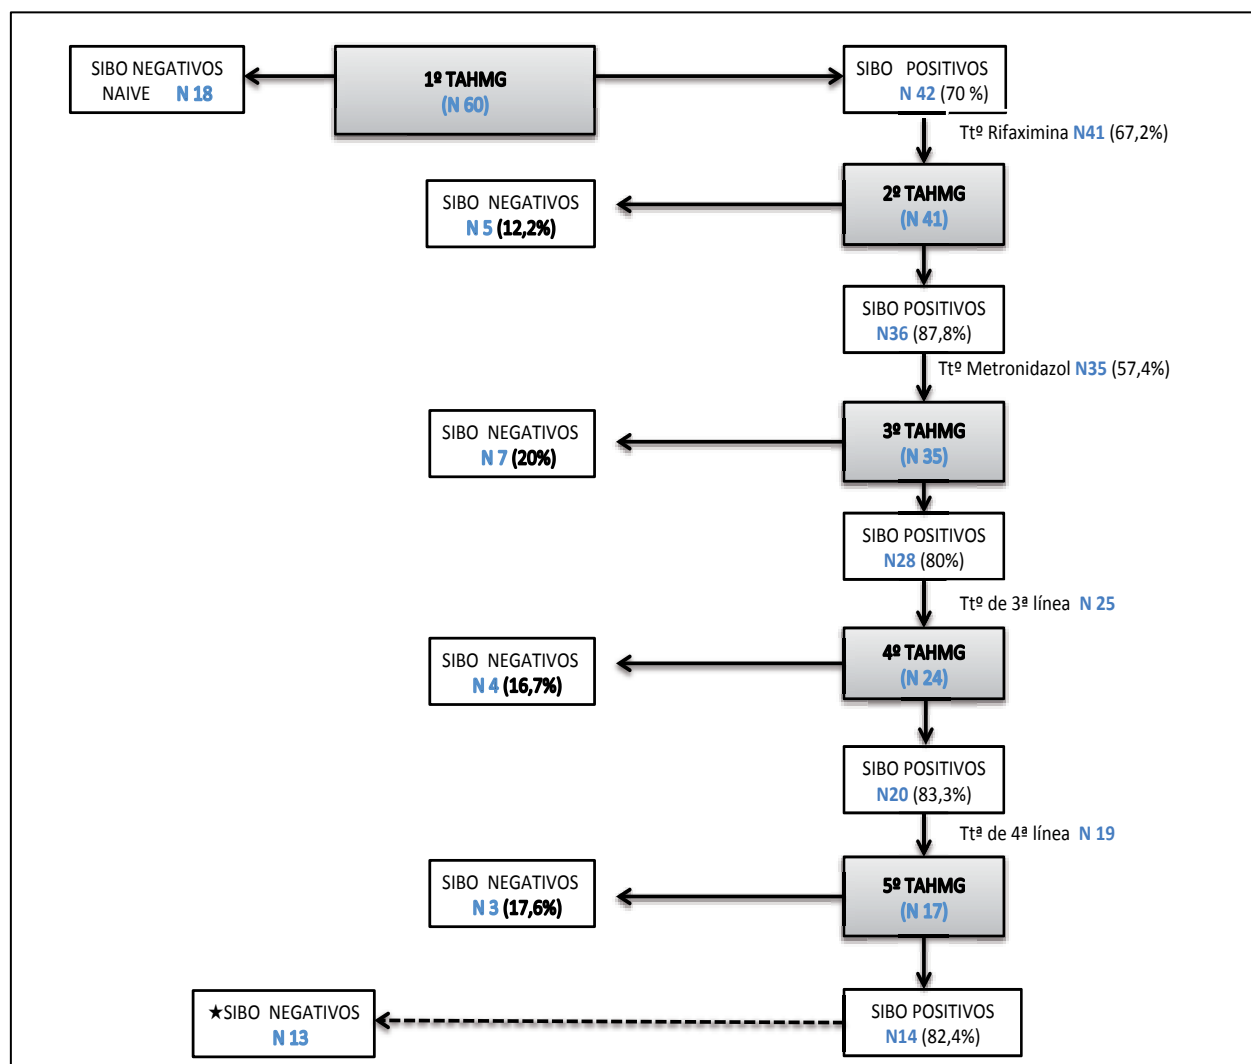 SIBO NEGATIVOS
NAIVE N 18
1º TAHMG
(N 60)
SIBO POSITIVOS
N 42 (70 %)
Ttº Rifaximina N41 (67,2%)
2º TAHMG
(N 41)
SIBO NEGATIVOS
N 5 (12,2%)
SIBO POSITIVOS
N36 (87,8%)
Ttº Metronidazol N35 (57,4%)
3º TAHMG
(N 35)
SIBO NEGATIVOS
N 7 (20%)
SIBO POSITIVOS
N28 (80%)
Ttº de 3ª línea N 25
4º TAHMG
(N 24)
SIBO NEGATIVOS
N 4 (16,7%)
SIBO POSITIVOS
N20 (83,3%)
Ttª de 4ª línea N 19
5º TAHMG
(N 17)
SIBO NEGATIVOS
N 3 (17,6%)
★SIBO NEGATIVOS
N 13
SIBO POSITIVOS
N14 (82,4%)